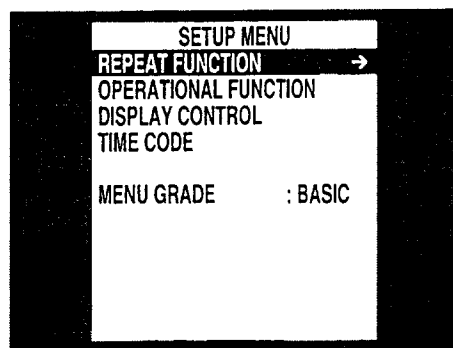 SETUP MENU
REPEAT FUNCTION →
OPERATIONAL FUNCTION
DISPLAY CONTROL
TIME CODE
MENU GRADE : BASIC